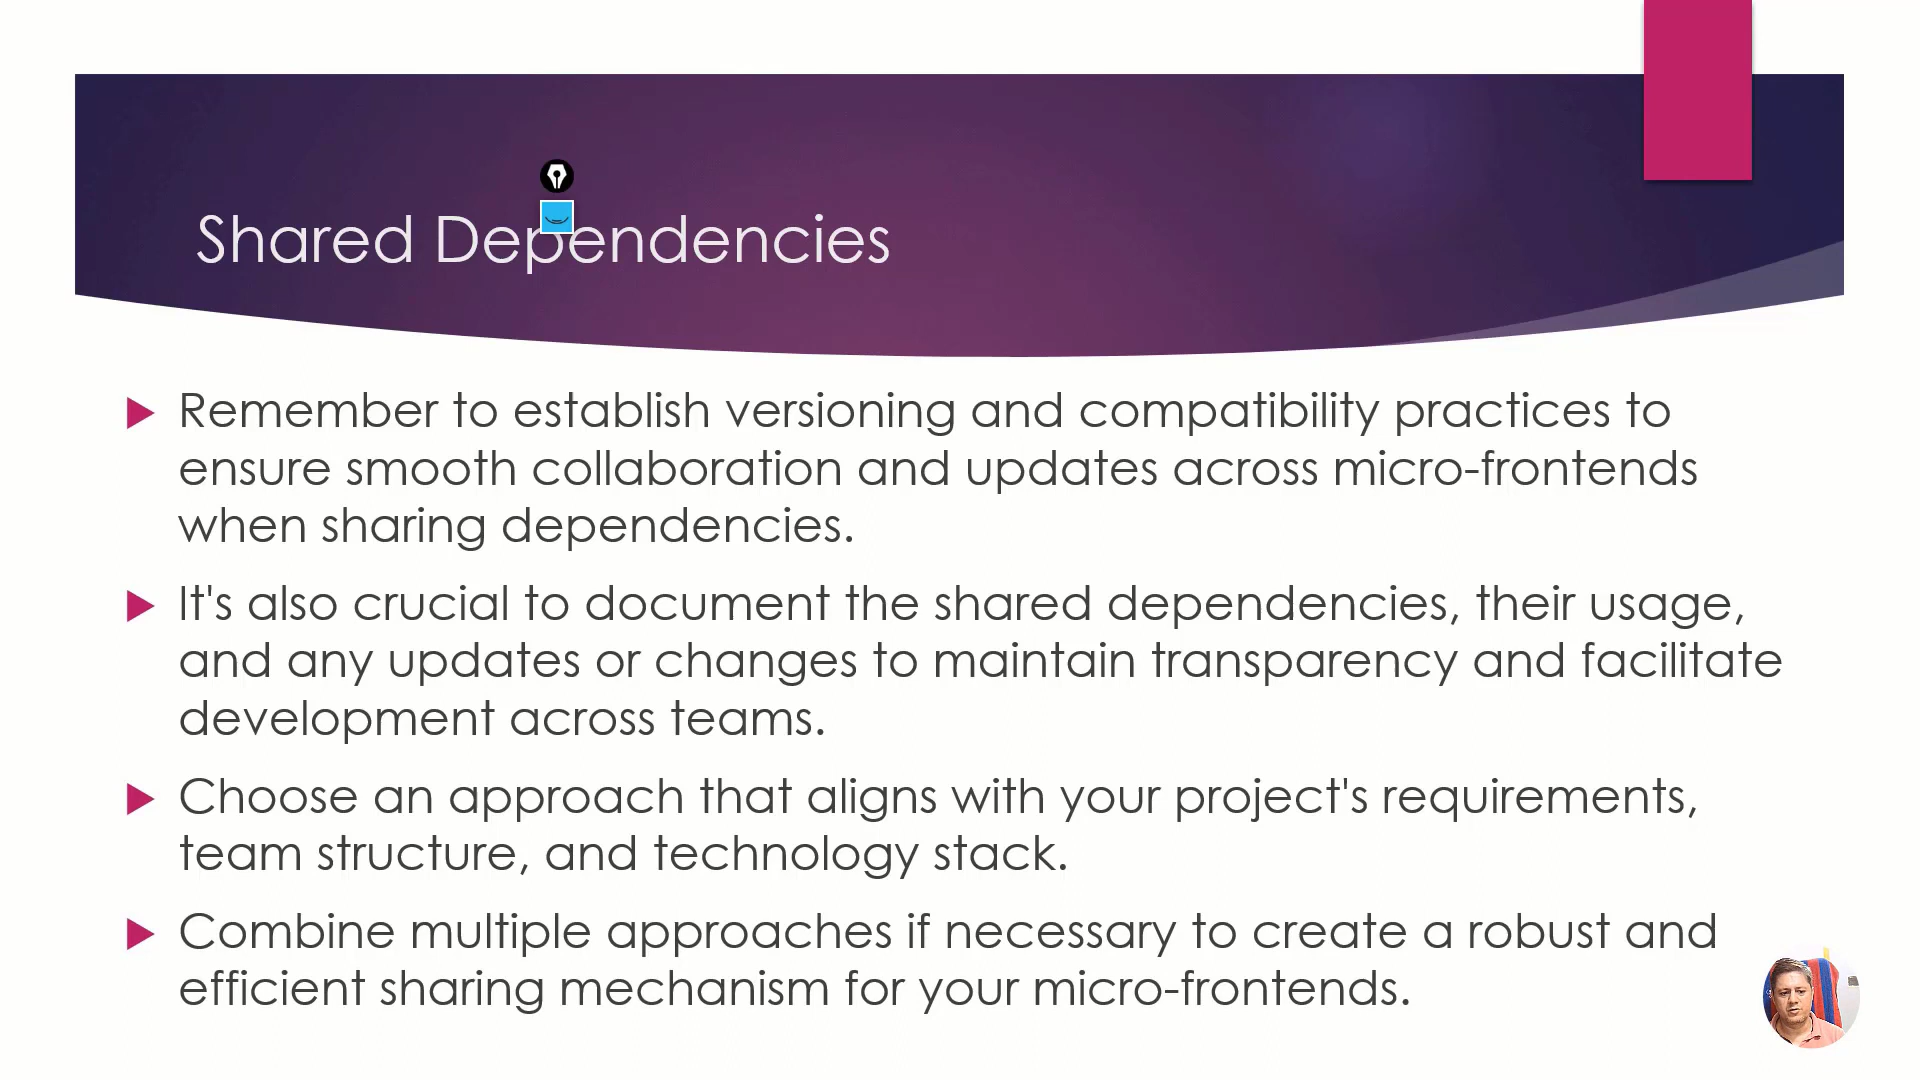 Shared Dependencies
Remember to establish versioning and compatibility practices to
ensure smooth collaboration and updates across micro-frontends
when sharing dependencies.
It's also crucial to document the shared dependencies, their usage,
and any updates or changes to maintain transparency and facilitate
development across teams.
Choose an approach that aligns with your project's requirements,
team structure, and technology stack.
Combine multiple approaches if necessary to create a robust and
efficient sharing mechanism for your micro-frontends.